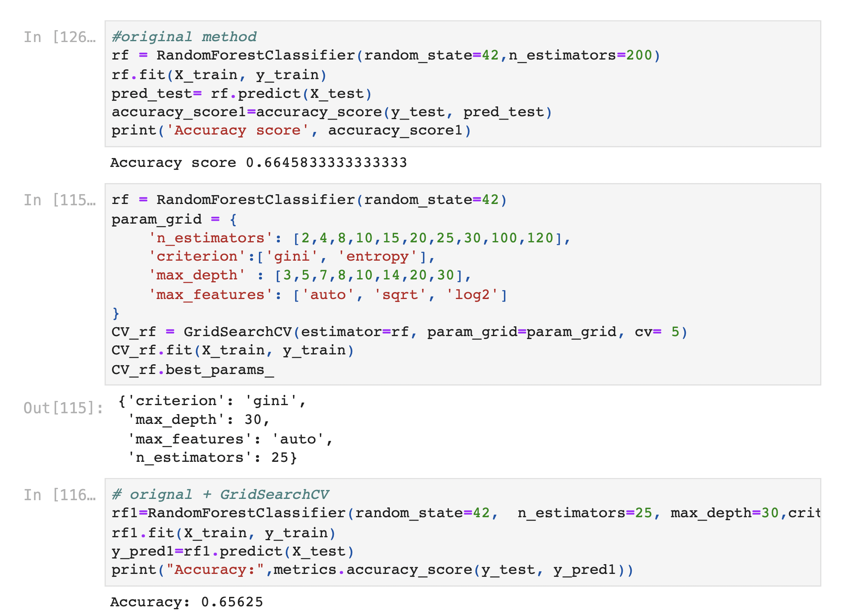 In [126… #original method
rf = RandomForestClassifier(random_state=42,n_estimators=200)
rf.fit(X_train, y_train)
pred_test= rf.predict(X_test)
accuracy_score1=accuracy_score(y_test, pred_test)
print('Accuracy score', accuracy_score1)
Accuracy score 0.6645833333333333
In [115… rf = RandomForestClassifier(random_state=42)
param_grid = {
    'n_estimators': [2,4,8,10,15,20,25,30,100,120],
    'criterion':['gini', 'entropy'],
    'max_depth' : [3,5,7,8,10,14,20,30],
    'max_features': ['auto', 'sqrt', 'log2']
}
CV_rf = GridSearchCV(estimator=rf, param_grid=param_grid, cv= 5)
CV_rf.fit(X_train, y_train)
CV_rf.best_params_
Out[115]: {'criterion': 'gini',
 'max_depth': 30,
 'max_features': 'auto',
 'n_estimators': 25}
In [116… # orignal + GridSearchCV
rf1=RandomForestClassifier(random_state=42,  n_estimators=25, max_depth=30,crit
rf1.fit(X_train, y_train)
y_pred1=rf1.predict(X_test)
print("Accuracy:",metrics.accuracy_score(y_test, y_pred1))
Accuracy: 0.65625